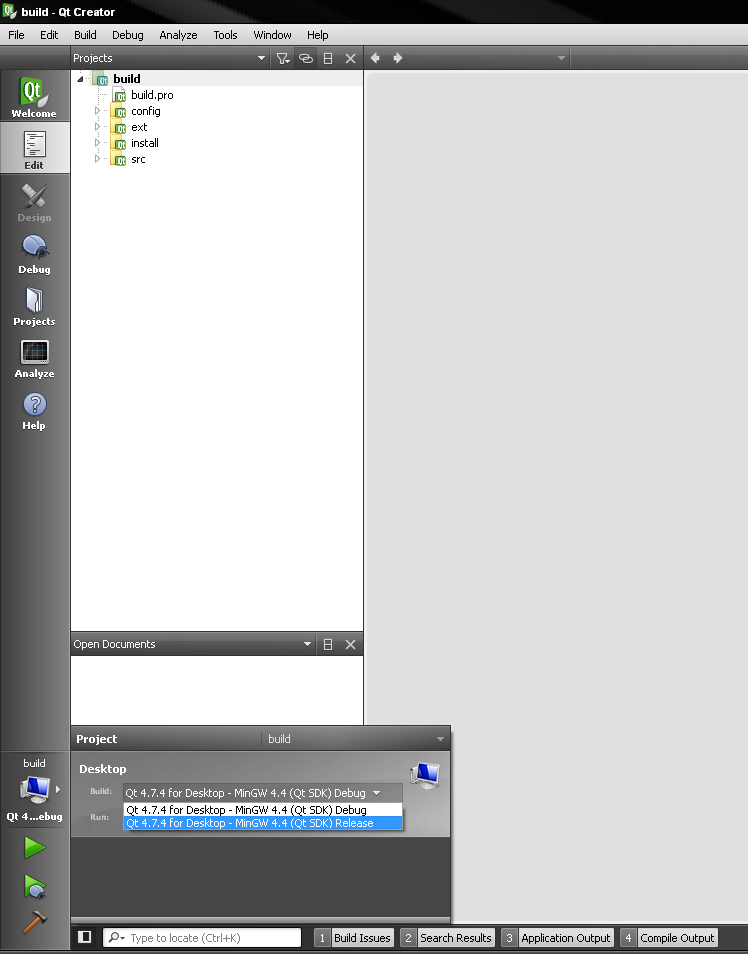 build - Qt Creator
File Edit Build Debug Analyze Tools Window Help
Projects
Qt
Welcome
Edit
Design
Debug
Projects
Analyze
Help
build
build.pro
config
ext
install
src
Open Documents
Project build
Desktop
Build: Qt 4.7.4 for Desktop - MinGW 4.4 (Qt SDK) Debug
Qt 4.7.4 for Desktop - MinGW 4.4 (Qt SDK) Debug
Run: Qt 4.7.4 for Desktop - MinGW 4.4 (Qt SDK) Release
build
Qt 4...ebug
Type to locate (Ctrl+K) 1 Build Issues 2 Search Results 3 Application Output 4 Compile Output